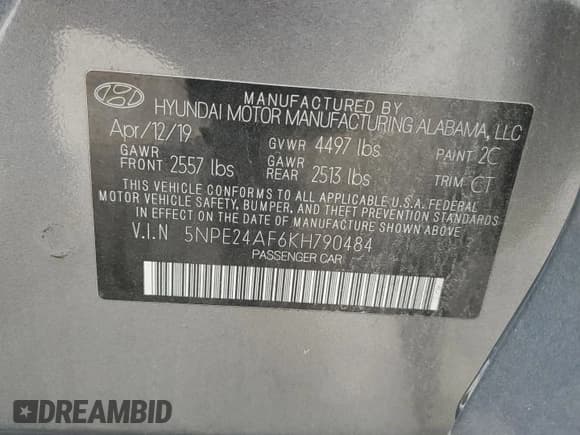 MANUFACTURED BY
HYUNDAI MOTOR MANUFACTURING ALABAMA, LLC
Apr/12/19 GVWR 4497 lbs PAINT 2C
GAWR FRONT 2557 lbs GAWR REAR 2513 lbs TRIM CT
THIS VEHICLE CONFORMS TO ALL APPLICABLE U.S.A. FEDERAL
MOTOR VEHICLE SAFETY, BUMPER, AND THEFT PREVENTION STANDARDS
IN EFFECT ON THE DATE OF MANUFACTURE SHOWN ABOVE.
V.I.N 5NPE24AF6KH790484
PASSENGER CAR
DREAMBID